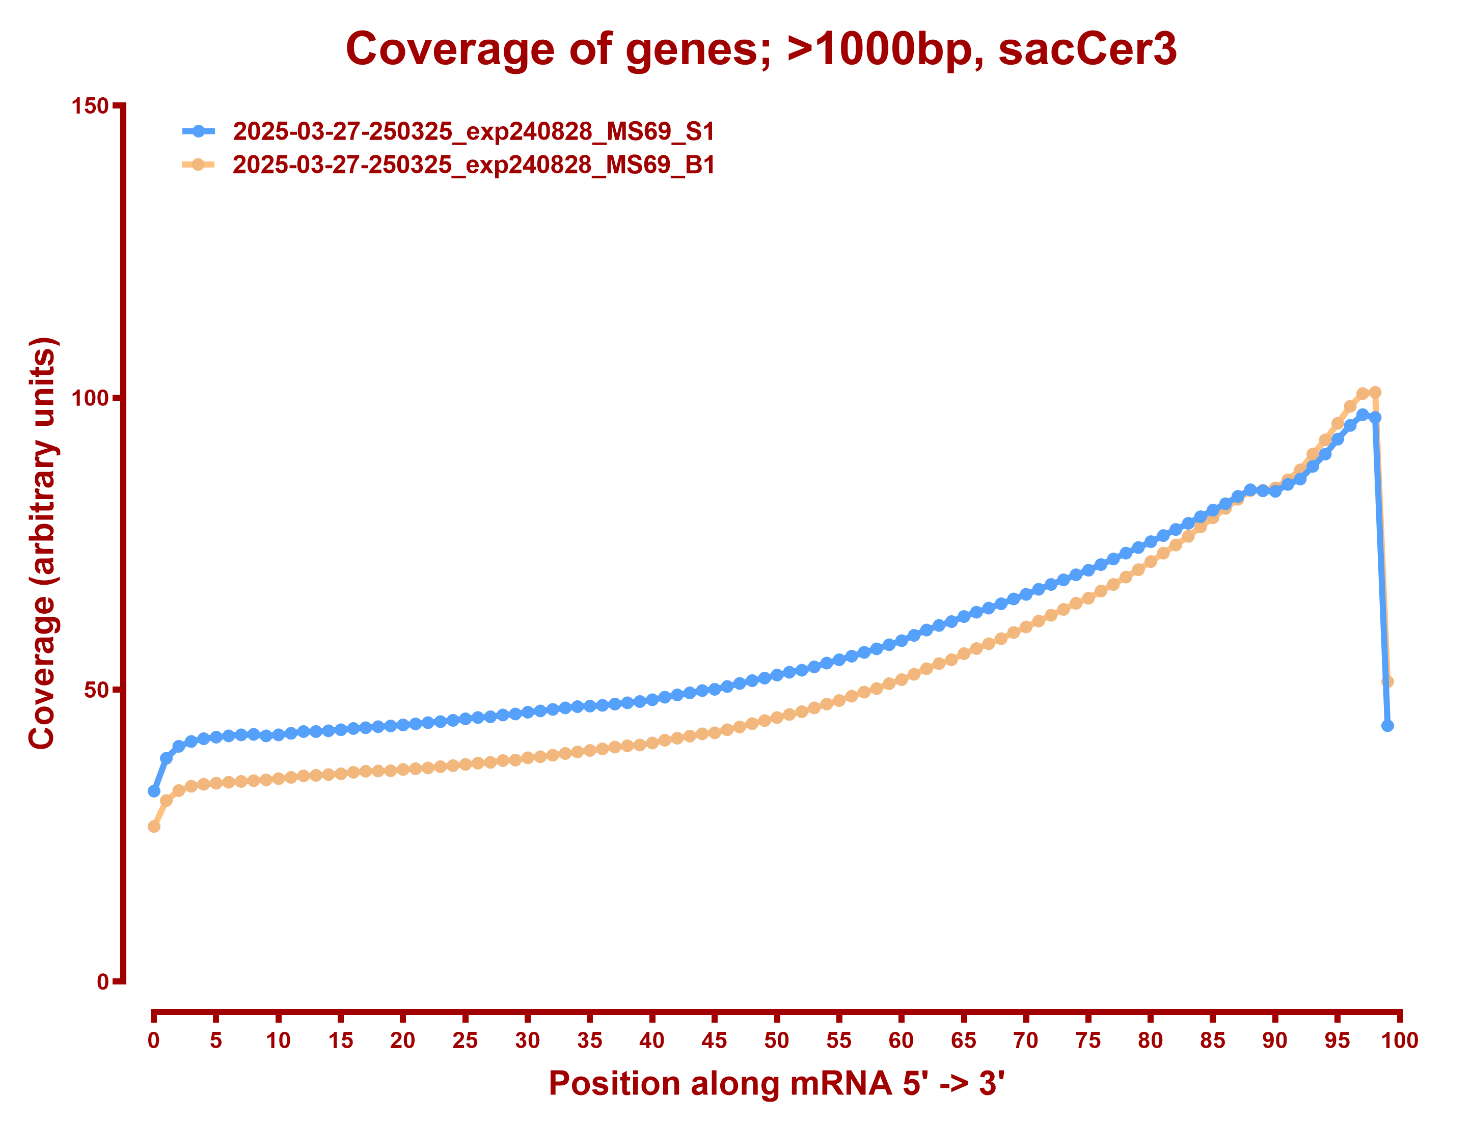 Coverage of genes; >1000bp, sacCer3
150
2025-03-27-250325_exp240828_MS69_S1
2025-03-27-250325_exp240828_MS69_B1
100
50
0
Coverage (arbitrary units)
0 5 10 15 20 25 30 35 40 45 50 55 60 65 70 75 80 85 90 95 100
Position along mRNA 5' -> 3'